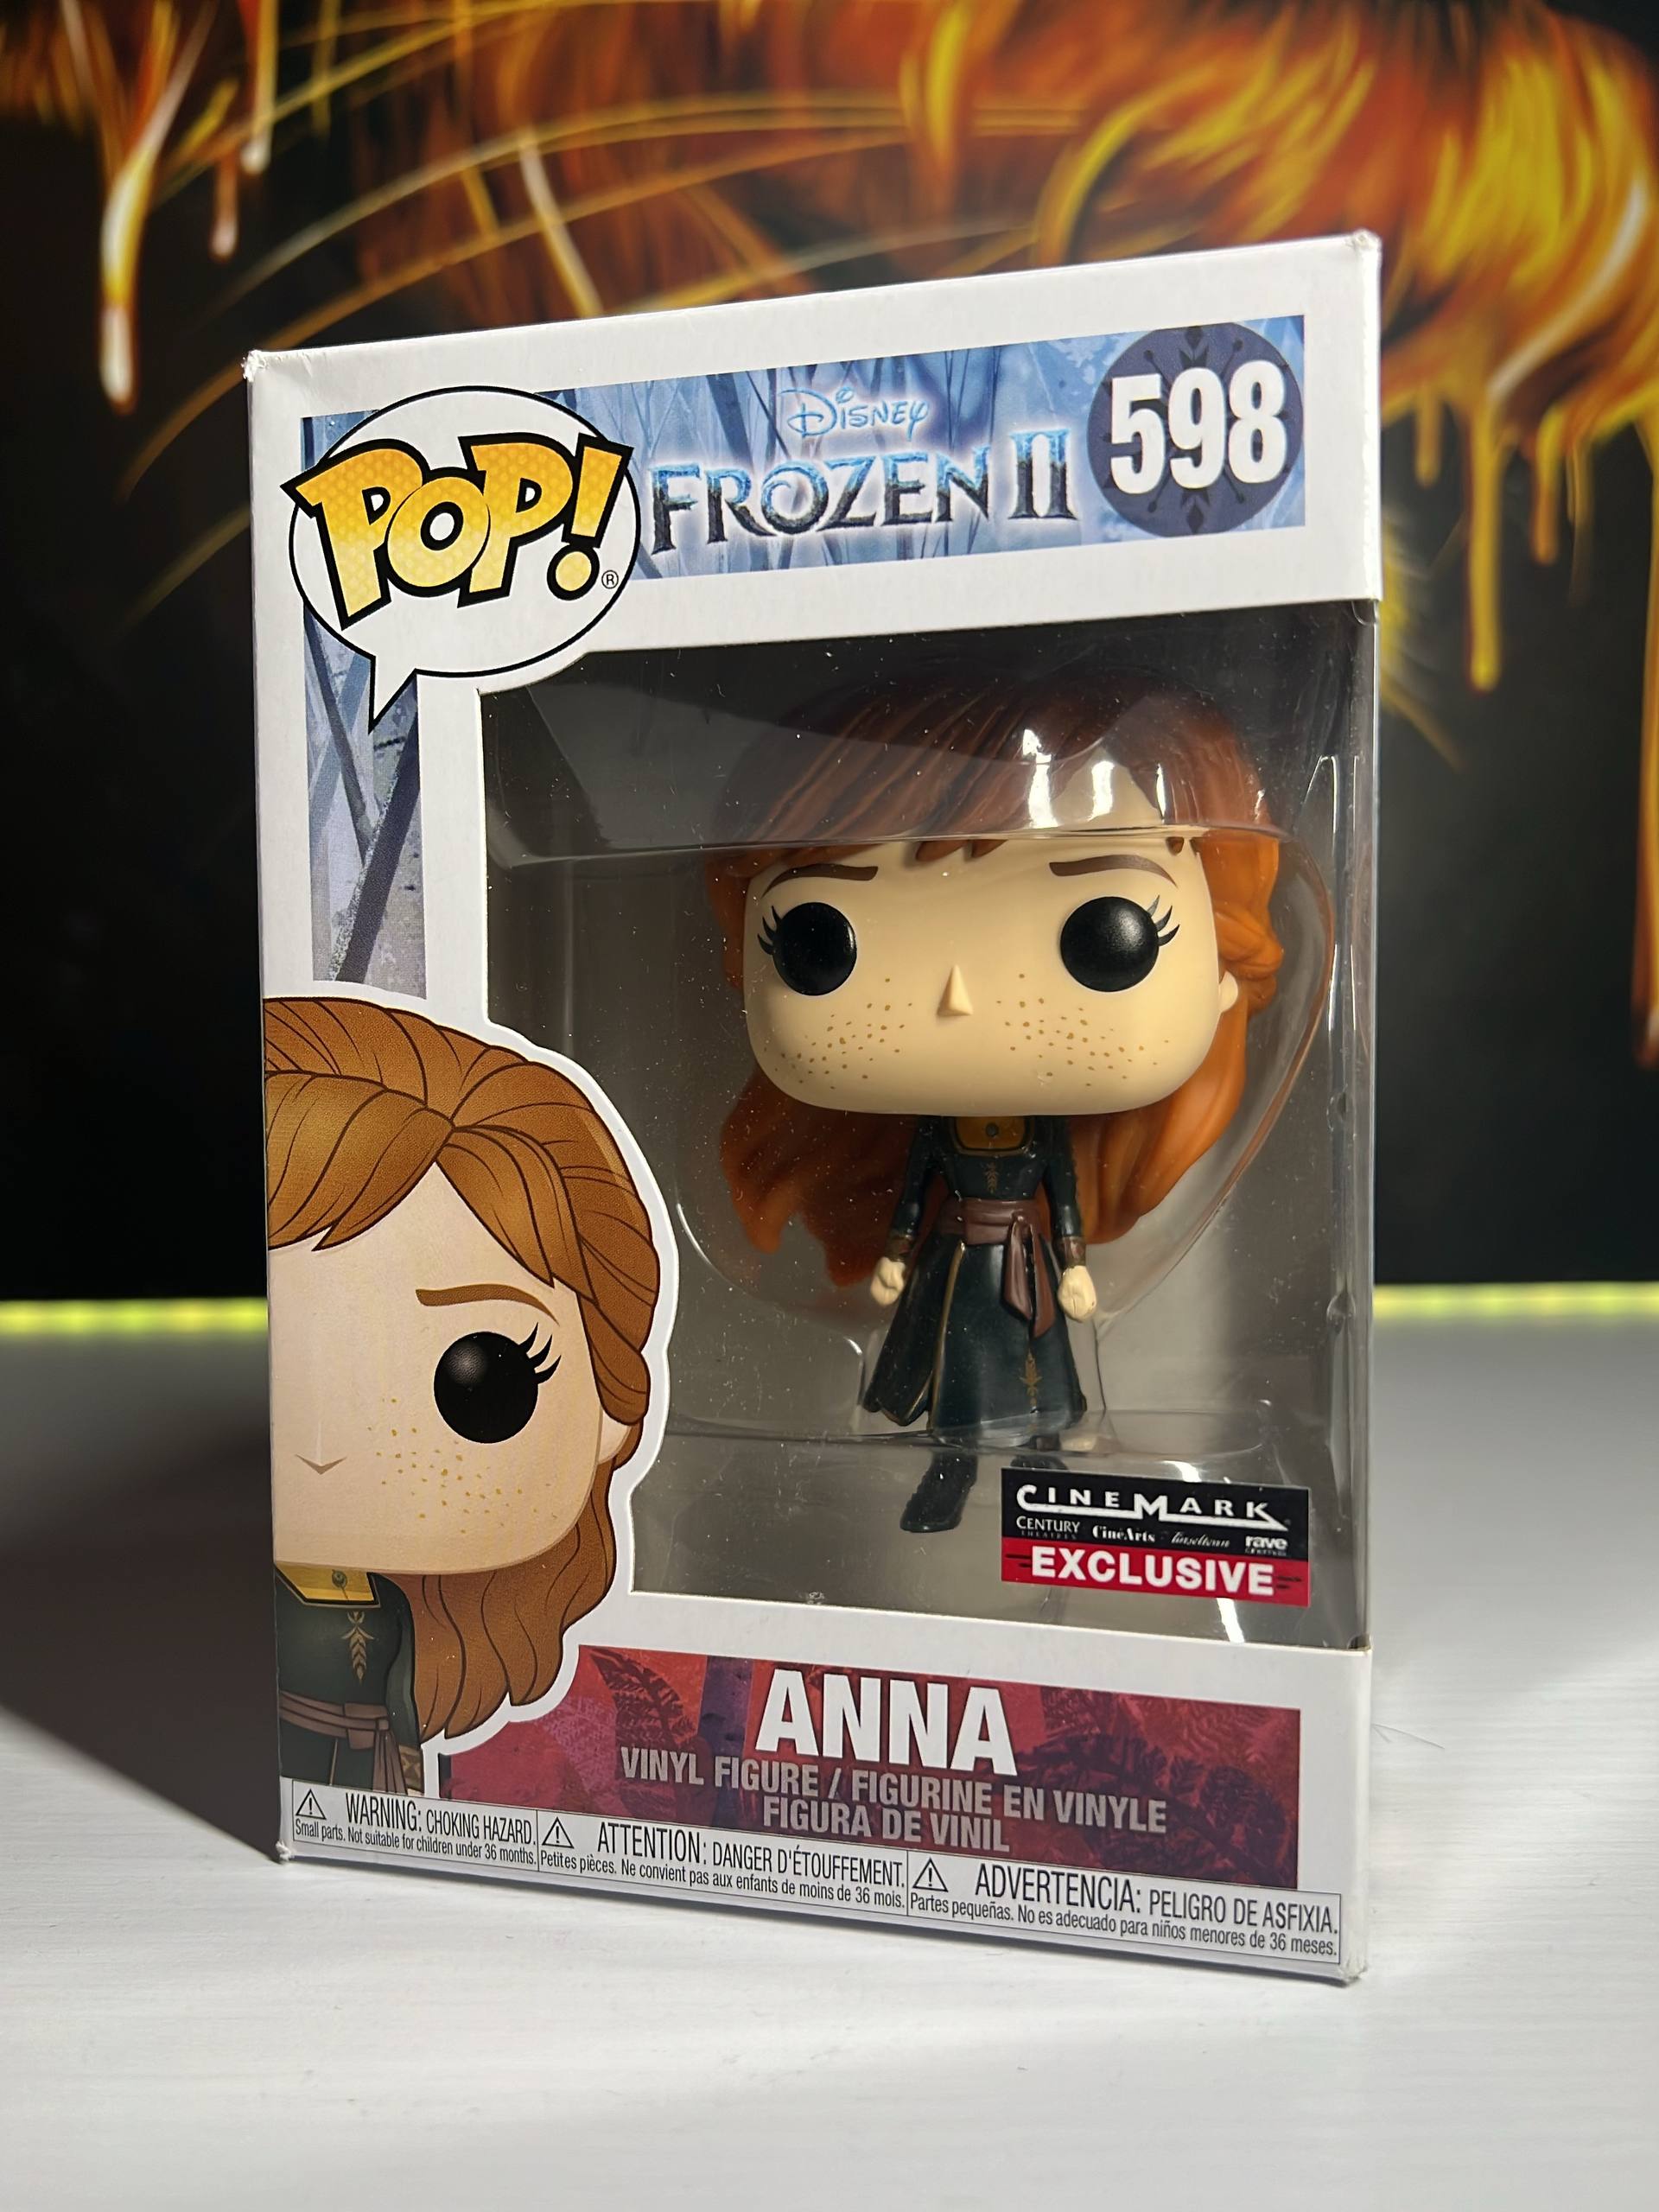 POP!®
Disney
FROZEN II
598
CINEMARK
CENTURY THEATRES CinéArts Tinseltown rave
EXCLUSIVE
ANNA
VINYL FIGURE / FIGURINE EN VINYLE
FIGURA DE VINIL
WARNING: CHOKING HAZARD.
Small parts. Not suitable for children under 36 months.
ATTENTION: DANGER D'ÉTOUFFEMENT.
Petites pièces. Ne convient pas aux enfants de moins de 36 mois.
ADVERTENCIA: PELIGRO DE ASFIXIA.
Partes pequeñas. No es adecuado para niños menores de 36 meses.